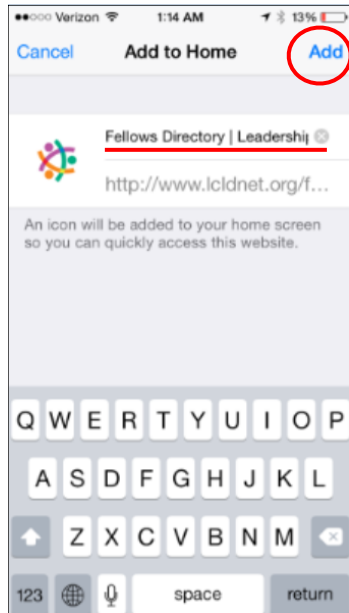 Verizon 1:14 AM 13%
Cancel Add to Home Add
Fellows Directory | Leadership
http://www.lcldnet.org/f...
An icon will be added to your home screen
so you can quickly access this website.
Q W E R T Y U I O P
A S D F G H J K L
Z X C V B N M
123 space return